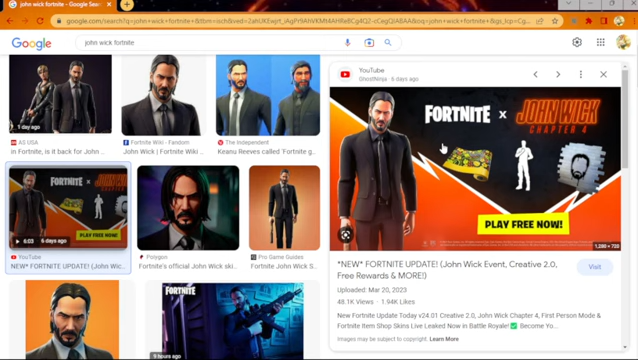 john wick fortnite - Google Sea
google.com/search?q=john+wick+fortnite+
Google
john wick fortnite
1 day ago
AS USA
in Fortnite, is it back for John ...
Fortnite Wiki - Fandom
John Wick | Fortnite Wiki ...
The Independent
Keanu Reeves called 'Fortnite g...
FORTNITE X JOHN WICK
CHAPTER 4
PLAY FREE NOW!
6:03
6 days ago
YouTube
*NEW* FORTNITE UPDATE! (John Wic...
Polygon
Fortnite's official John Wick ski...
Pro Game Guides
Fortnite John Wick S...
FORTNITE
9 hours ago
YouTube
GhostNinja · 6 days ago
FORTNITE X JOHN WICK
CHAPTER 4
PLAY FREE NOW!
1,280 × 720
*NEW* FORTNITE UPDATE! (John Wick Event, Creative 2.0,
Free Rewards & MORE!)
Visit
Uploaded: Mar 20, 2023
48.1K Views · 1.94K Likes
New Fortnite Update Today v24.01 Creative 2.0, John Wick Chapter 4, First Person Mode &
Fortnite Item Shop Skins Live Leaked Now in Battle Royale! ✅ Become Yo...
Images may be subject to copyright. Learn More